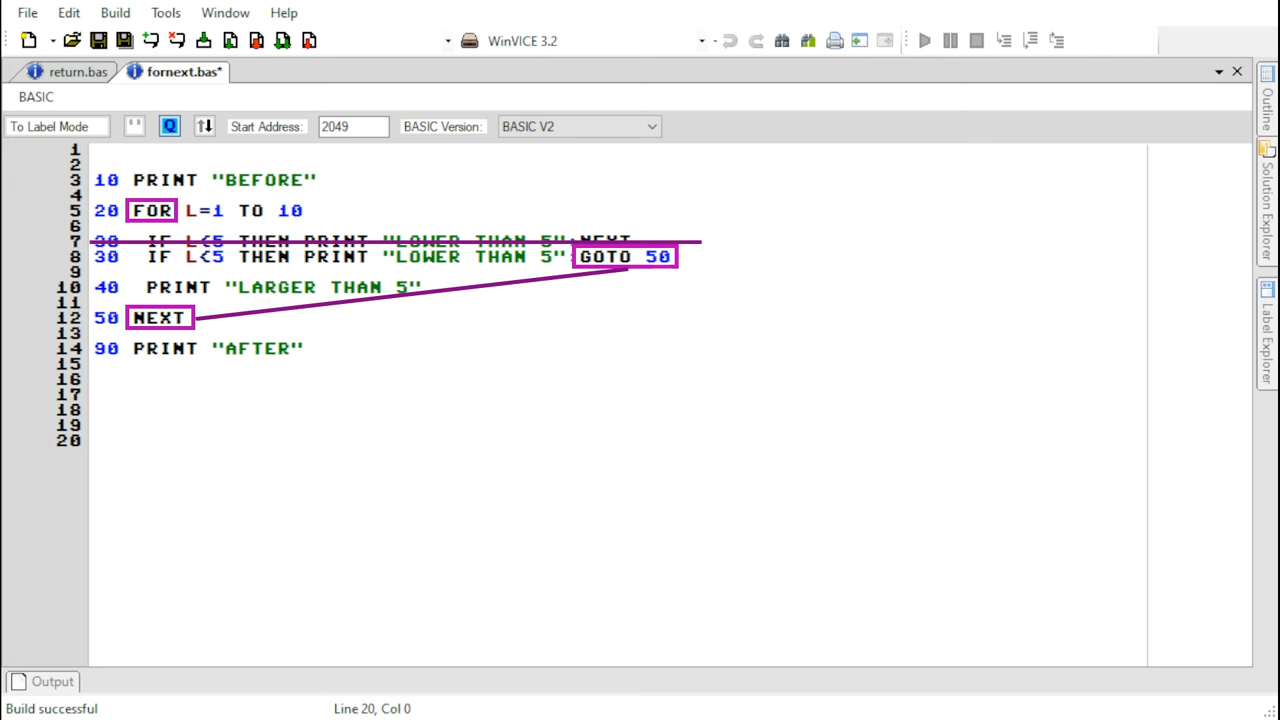 File Edit Build Tools Window Help
WinVICE 3.2
return.bas fornext.bas*
BASIC
To Label Mode " Q Start Address: 2049 BASIC Version: BASIC V2
1
2
3 10 PRINT "BEFORE"
4
5 20 FOR L=1 TO 10
6
7 30 IF L<5 THEN PRINT "LOWER THAN 5":NEXT
8 30 IF L<5 THEN PRINT "LOWER THAN 5":GOTO 50
9
10 40 PRINT "LARGER THAN 5"
11
12 50 NEXT
13
14 90 PRINT "AFTER"
15
16
17
18
19
20
Outline
Solution Explorer
Label Explorer
Output
Build successful Line 20, Col 0